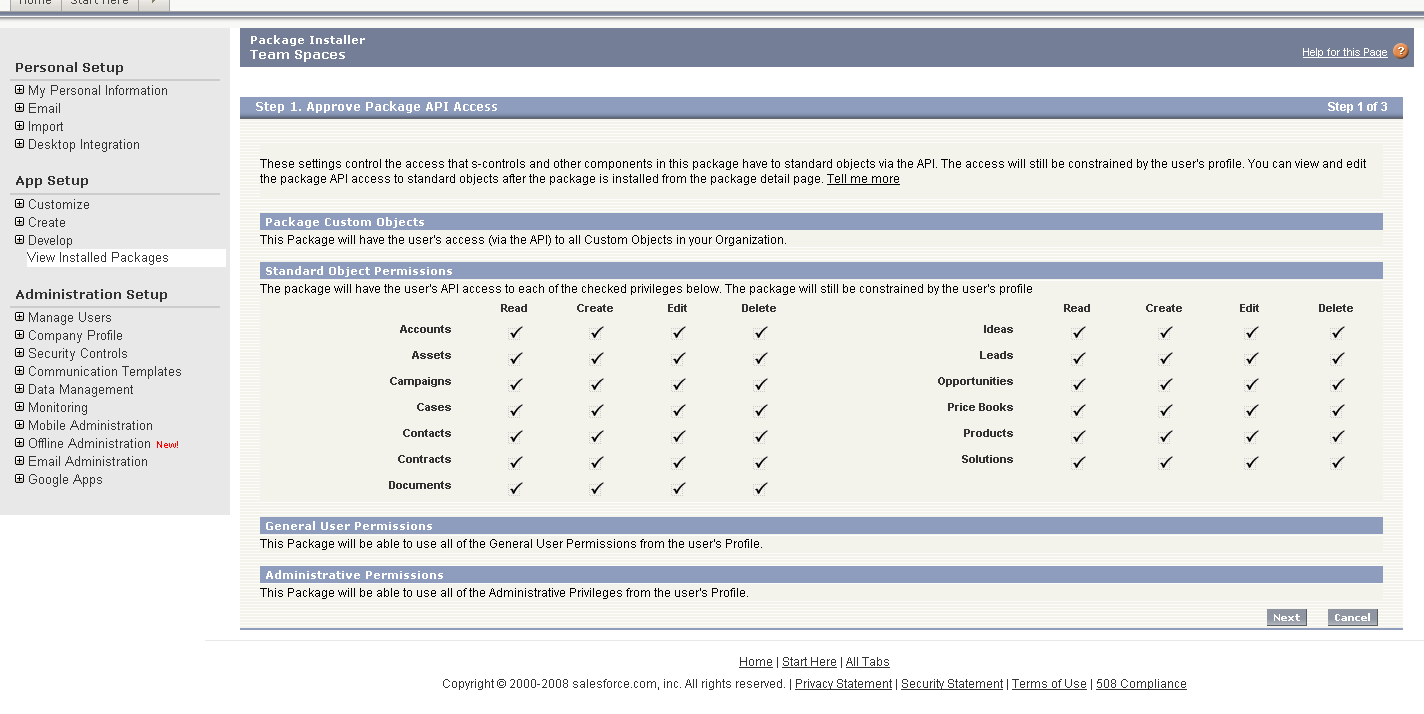 Home Start Here
Personal Setup
My Personal Information
Email
Import
Desktop Integration
App Setup
Customize
Create
Develop
View Installed Packages
Administration Setup
Manage Users
Company Profile
Security Controls
Communication Templates
Data Management
Monitoring
Mobile Administration
Offline Administration New!
Email Administration
Google Apps
Package Installer
Team Spaces
Help for this Page ?
Step 1. Approve Package API Access Step 1 of 3
These settings control the access that s-controls and other components in this package have to standard objects via the API. The access will still be constrained by the user's profile. You can view and edit
the package API access to standard objects after the package is installed from the package detail page. Tell me more
Package Custom Objects
This Package will have the user's access (via the API) to all Custom Objects in your Organization.
Standard Object Permissions
The package will have the user's API access to each of the checked privileges below. The package will still be constrained by the user's profile
Read Create Edit Delete Read Create Edit Delete
Accounts Ideas
Assets Leads
Campaigns Opportunities
Cases Price Books
Contacts Products
Contracts Solutions
Documents
General User Permissions
This Package will be able to use all of the General User Permissions from the user's Profile.
Administrative Permissions
This Package will be able to use all of the Administrative Privileges from the user's Profile.
Next Cancel
Home | Start Here | All Tabs
Copyright © 2000-2008 salesforce.com, inc. All rights reserved. | Privacy Statement | Security Statement | Terms of Use | 508 Compliance